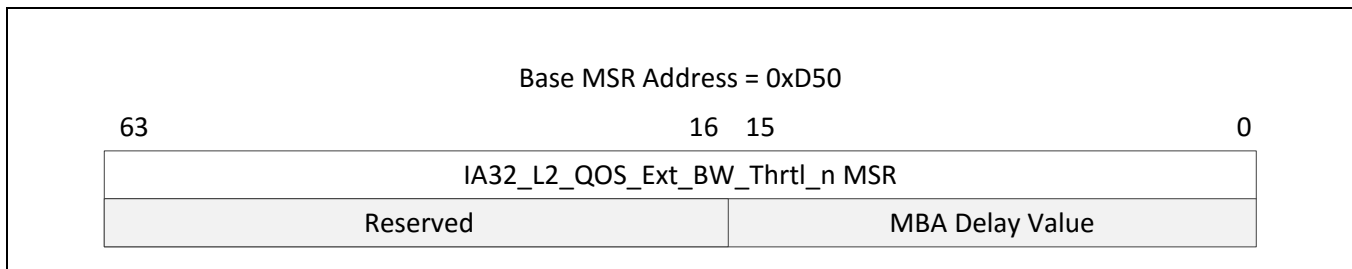 Base MSR Address = 0xD50
63 16 15 0
IA32_L2_QOS_Ext_BW_Thrtl_n MSR
Reserved MBA Delay Value